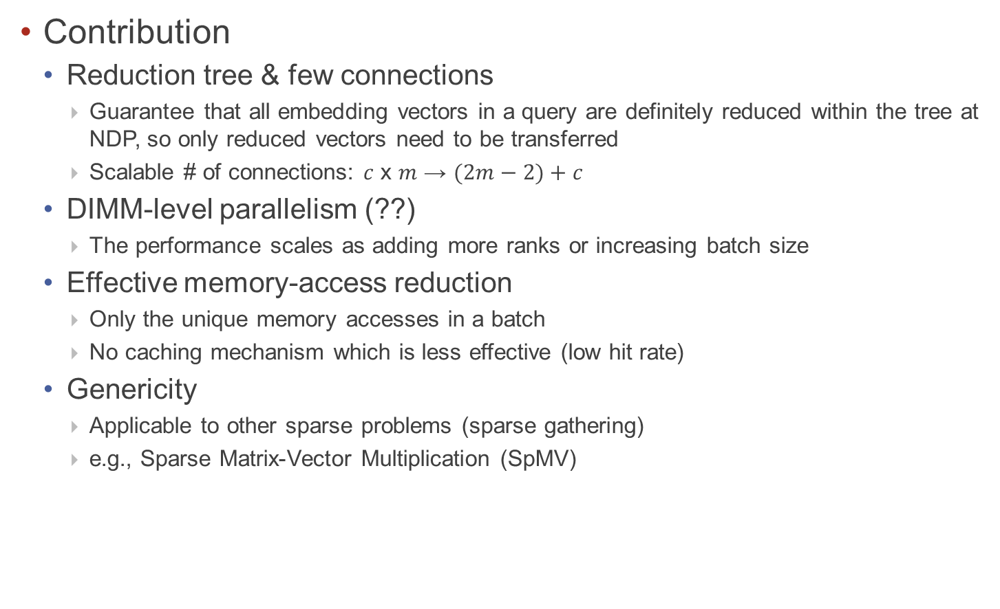 • Contribution
• Reduction tree & few connections
Guarantee that all embedding vectors in a query are definitely reduced within the tree at
NDP, so only reduced vectors need to be transferred
Scalable # of connections: c x m → (2m − 2) + c
• DIMM-level parallelism (??)
The performance scales as adding more ranks or increasing batch size
• Effective memory-access reduction
Only the unique memory accesses in a batch
No caching mechanism which is less effective (low hit rate)
• Genericity
Applicable to other sparse problems (sparse gathering)
e.g., Sparse Matrix-Vector Multiplication (SpMV)